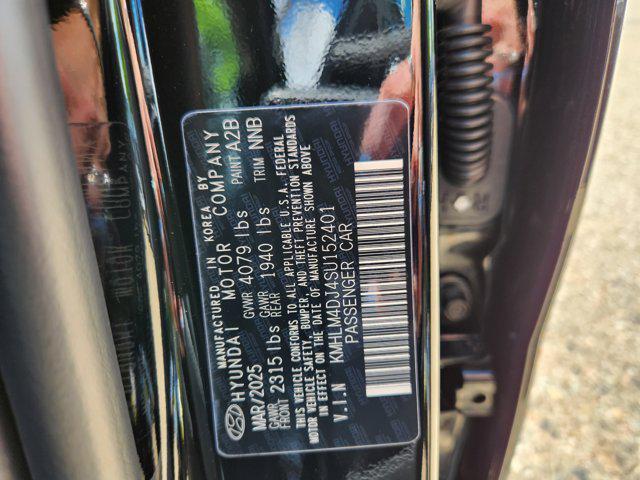 MANUFACTURED IN KOREA BY
HYUNDAI MOTOR COMPANY
MAR/2025 GVWR 4079 lbs PAINT A2B
GAWR FRONT 2315 lbs GAWR REAR 1940 lbs TRIM NNB
THIS VEHICLE CONFORMS TO ALL APPLICABLE U.S.A. FEDERAL
MOTOR VEHICLE SAFETY, BUMPER, AND THEFT PREVENTION STANDARDS
IN EFFECT ON THE DATE OF MANUFACTURE SHOWN ABOVE
V.I.N KMHLM4DJ4SU152401
PASSENGER CAR